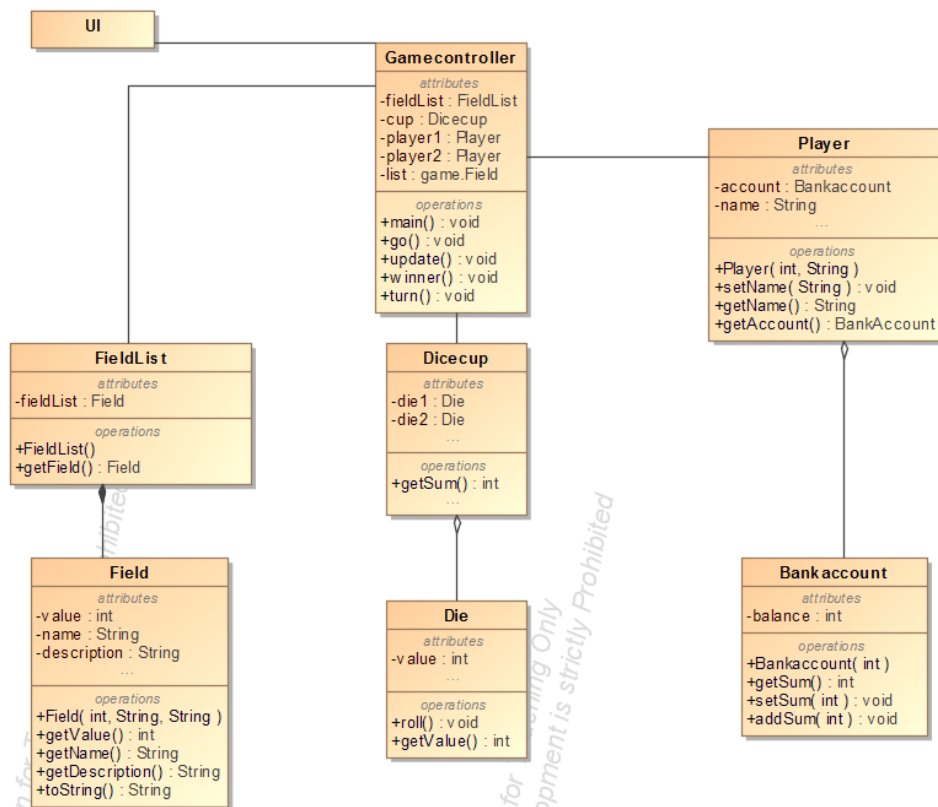 UI
Gamecontroller
attributes
-fieldList : FieldList
-cup : Dicecup
-player1 : Player
-player2 : Player
-list : game.Field
operations
+main() : void
+go() : void
+update() : void
+winner() : void
+turn() : void
Player
attributes
-account : Bankaccount
-name : String
...
operations
+Player( int, String )
+setName( String ) : void
+getName() : String
+getAccount() : BankAccount
FieldList
attributes
-fieldList : Field
operations
+FieldList()
+getField() : Field
Dicecup
attributes
-die1 : Die
-die2 : Die
...
operations
+getSum() : int
...
Field
attributes
-value : int
-name : String
-description : String
...
operations
+Field( int, String, String )
+getValue() : int
+getName() : String
+getDescription() : String
+toString() : String
Die
attributes
-value : int
...
operations
+roll() : void
+getValue() : int
Bankaccount
attributes
-balance : int
operations
+Bankaccount( int )
+getSum() : int
+setSum( int ) : void
+addSum( int ) : void
for
Only
is strictly Prohibited